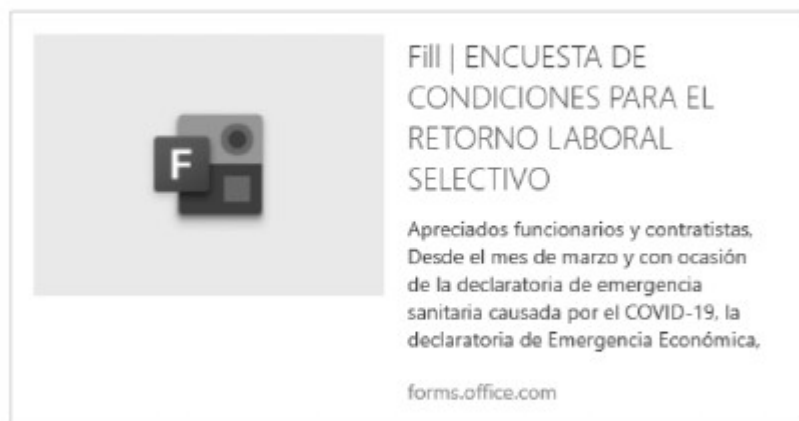 F
Fill | ENCUESTA DE
CONDICIONES PARA EL
RETORNO LABORAL
SELECTIVO
Apreciados funcionarios y contratistas,
Desde el mes de marzo y con ocasión
de la declaratoria de emergencia
sanitaria causada por el COVID-19, la
declaratoria de Emergencia Económica,
forms.office.com